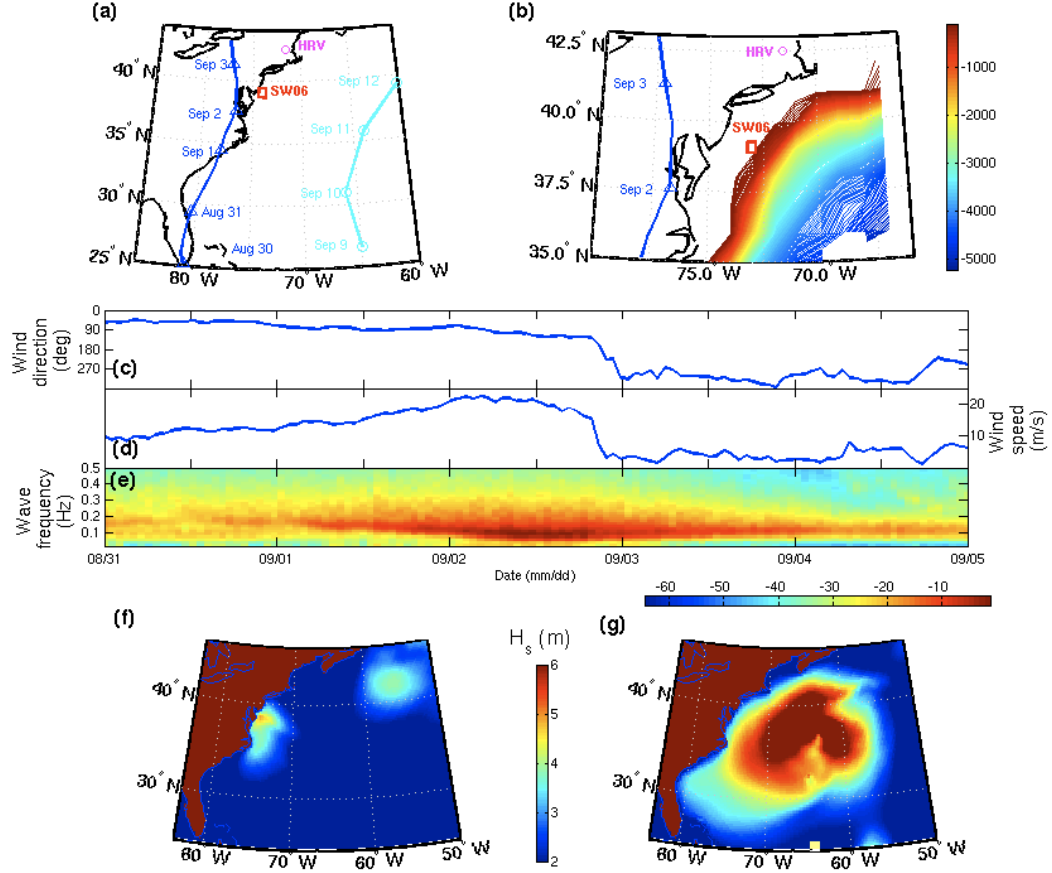 (a)
HRV
SW06
Sep 3
Sep 2
Sep 14
Aug 31
Aug 30
Sep 12
Sep 11
Sep 10
Sep 9
40° N
35° N
30° N
25° N
80° W
70° W
60° W
(b)
HRV
SW06
Sep 3
Sep 2
42.5° N
40.0° N
37.5° N
35.0° N
75.0° W
70.0° W
-1000
-2000
-3000
-4000
-5000
Wind
direction
(deg)
0
90
180
270
(c)
(d)
20
10
Wind
speed
(m/s)
Wave
frequency
(Hz)
0.5
0.4
0.3
0.2
0.1
(e)
08/31
09/01
09/02
09/03
09/04
09/05
Date (mm/dd)
-60
-50
-40
-30
-20
-10
(f)
40° N
30° N
80° W
70° W
60° W
50° W
H_s (m)
6
5
4
3
2
(g)
40° N
30° N
80° W
70° W
60° W
50° W